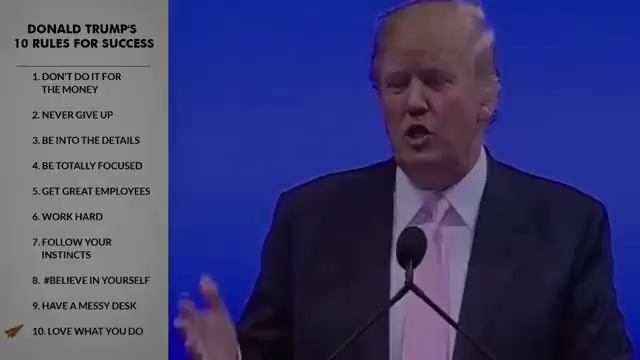 DONALD TRUMP'S
10 RULES FOR SUCCESS
1. DON'T DO IT FOR
THE MONEY
2. NEVER GIVE UP
3. BE INTO THE DETAILS
4. BE TOTALLY FOCUSED
5. GET GREAT EMPLOYEES
6. WORK HARD
7. FOLLOW YOUR
INSTINCTS
8. #BELIEVE IN YOURSELF
9. HAVE A MESSY DESK
10. LOVE WHAT YOU DO